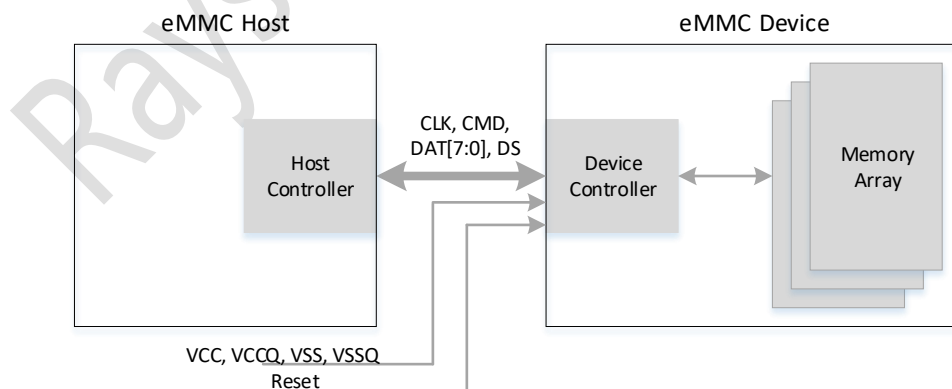 eMMC Host
eMMC Device
CLK, CMD,
DAT[7:0], DS
Host
Controller
Device
Controller
Memory
Array
VCC, VCCQ, VSS, VSSQ
Reset
Rays